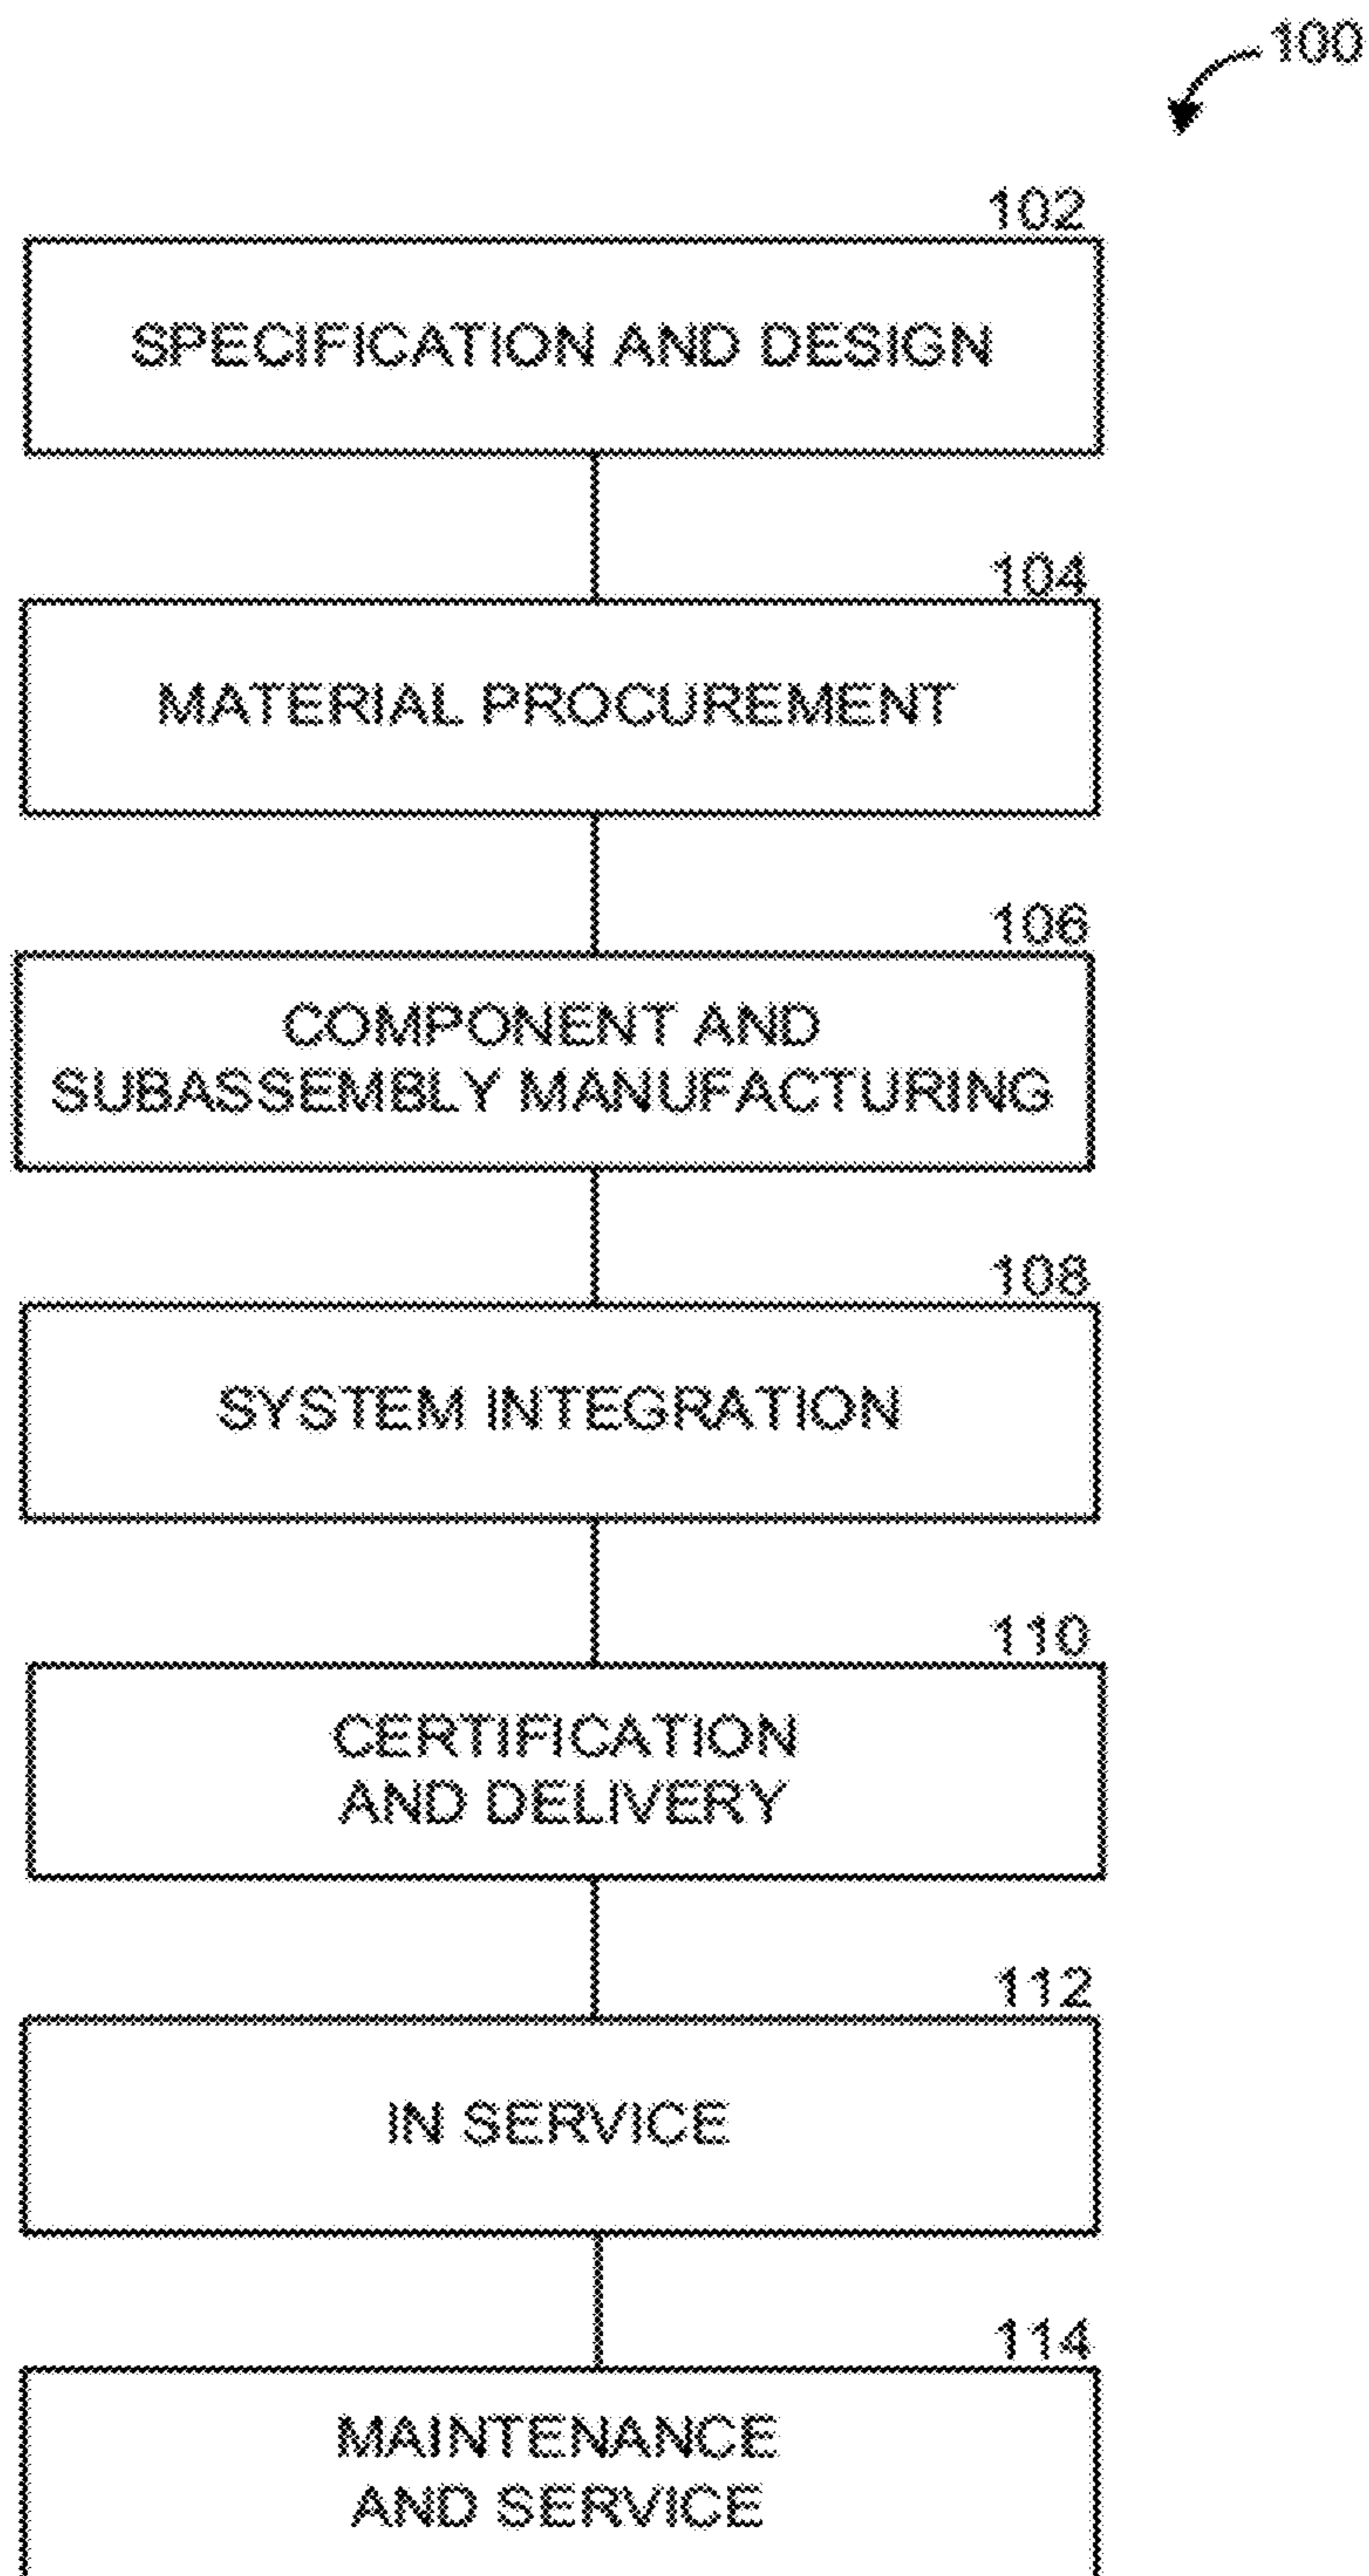 100
102
SPECIFICATION AND DESIGN
104
MATERIAL PROCUREMENT
106
COMPONENT AND
SUBASSEMBLY MANUFACTURING
108
SYSTEM INTEGRATION
110
CERTIFICATION
AND DELIVERY
112
IN SERVICE
114
MAINTENANCE
AND SERVICE